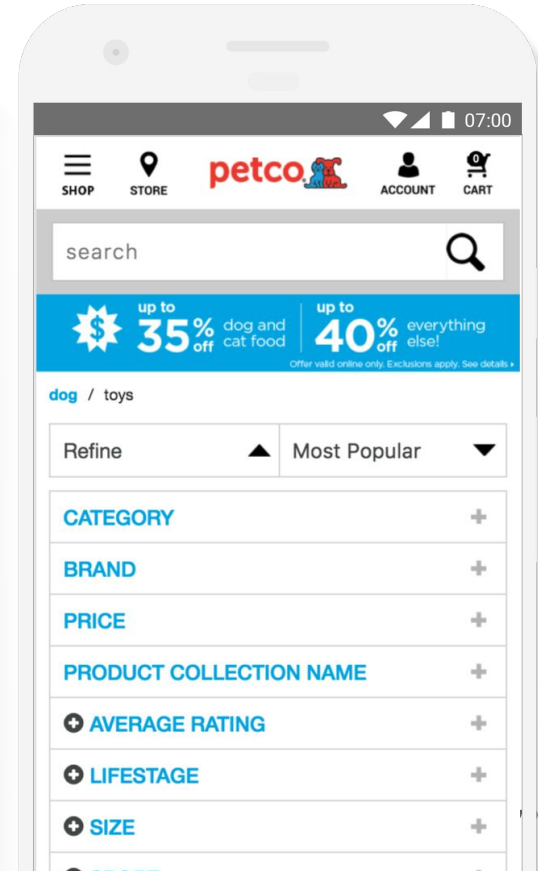 07:00
petco
SHOP
STORE
ACCOUNT
0
CART
search
$
up to
35% off
dog and
cat food
up to
40% off
everything
else!
Offer valid online only. Exclusions apply. See details
dog / toys
Refine
Most Popular
CATEGORY
BRAND
PRICE
PRODUCT COLLECTION NAME
AVERAGE RATING
LIFESTAGE
SIZE